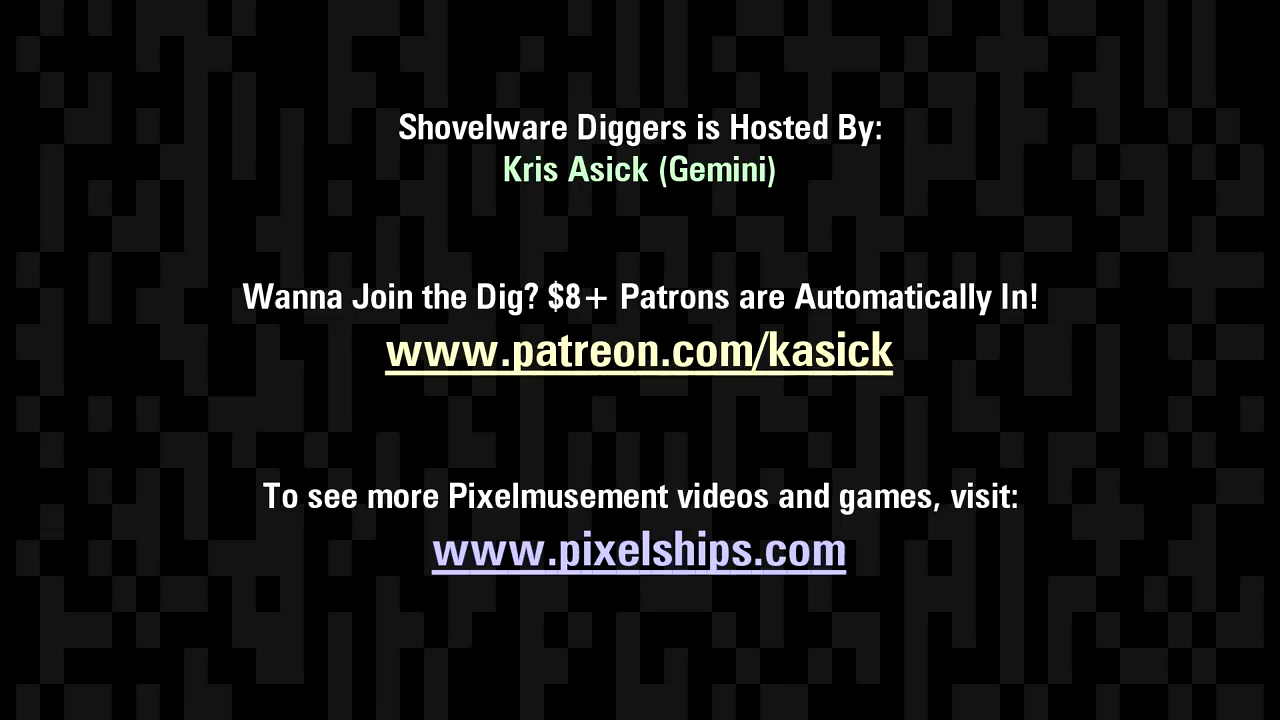 Shovelware Diggers is Hosted By:
Kris Asick (Gemini)
Wanna Join the Dig? $8+ Patrons are Automatically In!
www.patreon.com/kasick
To see more Pixelmusement videos and games, visit:
www.pixelships.com